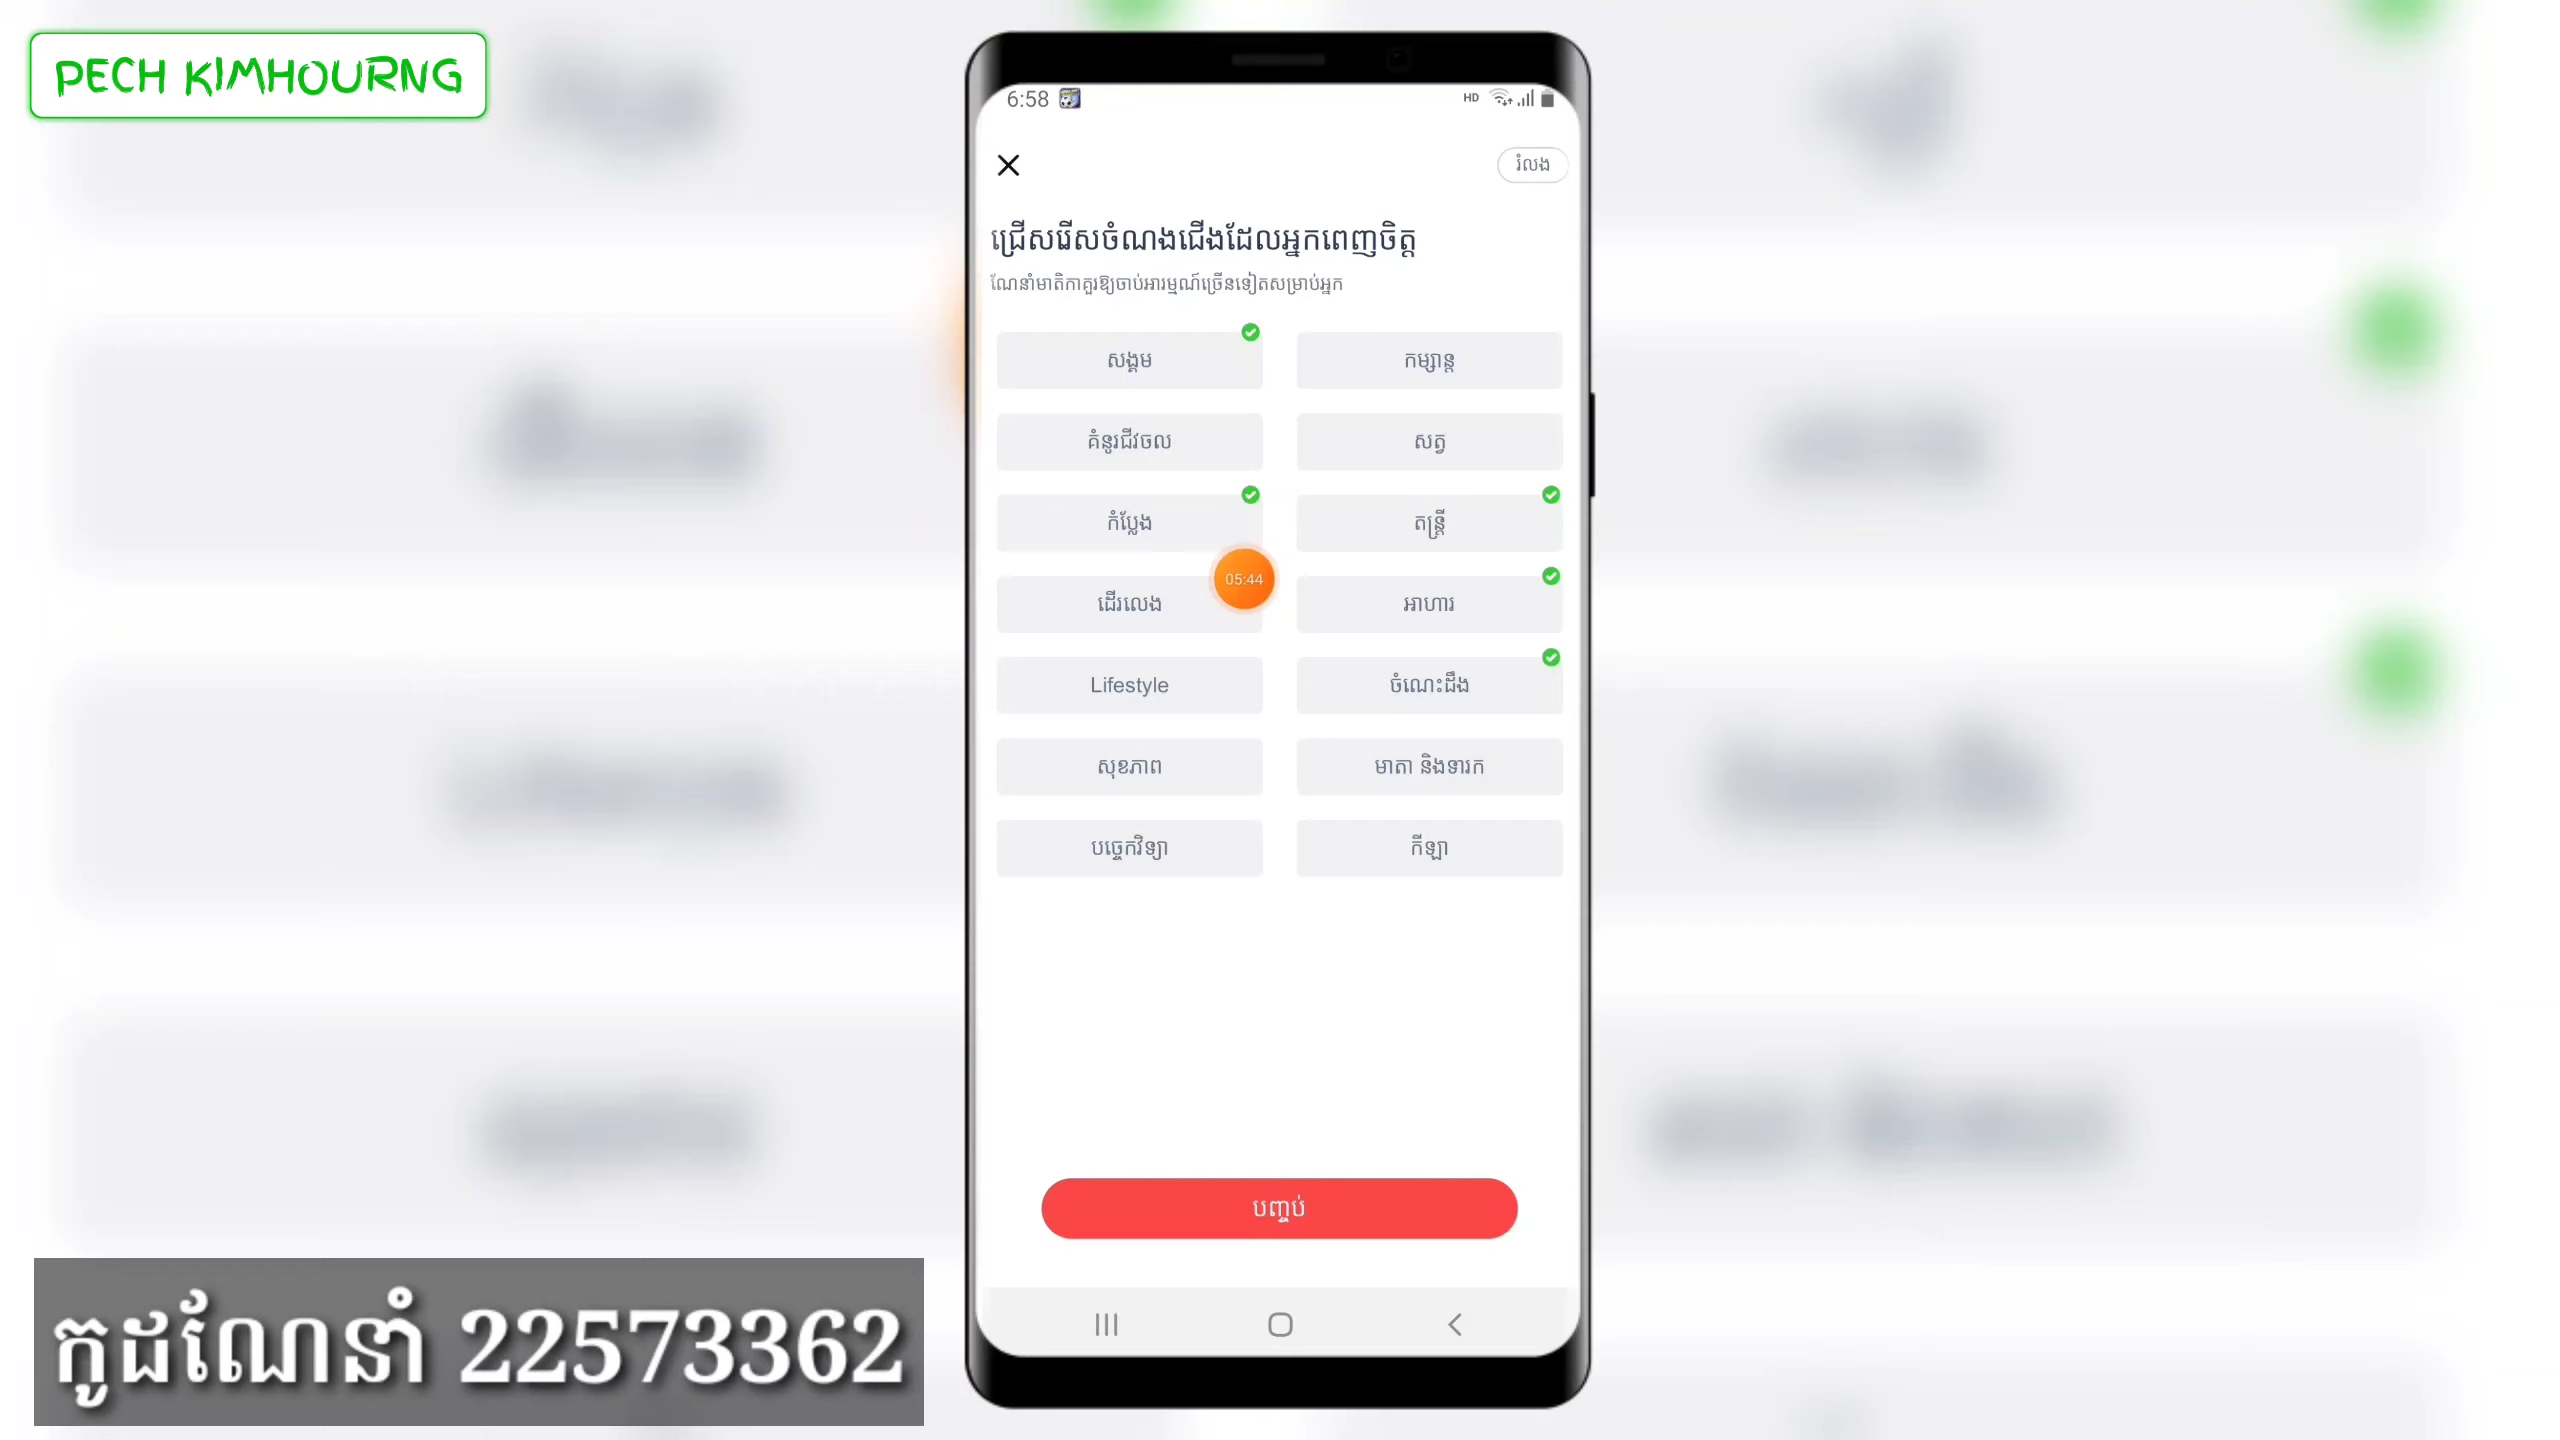 PECH KIMHOURNG
6:58
HD
រំលង
ជ្រើសរើសចំណងជើងដែលអ្នកពេញចិត្ត
ណែនាំមាតិកាគួរឱ្យចាប់អារម្មណ៍ច្រើនទៀតសម្រាប់អ្នក
សង្គម
កម្សាន្ត
គំនូរជីវចល
សត្វ
កំប្លែង
តន្ត្រី
05:44
ដើរលេង
អាហារ
Lifestyle
ចំណេះដឹង
សុខភាព
មាតា និងទារក
បច្ចេកវិទ្យា
កីឡា
បញ្ចប់
កូដណែនាំ 22573362